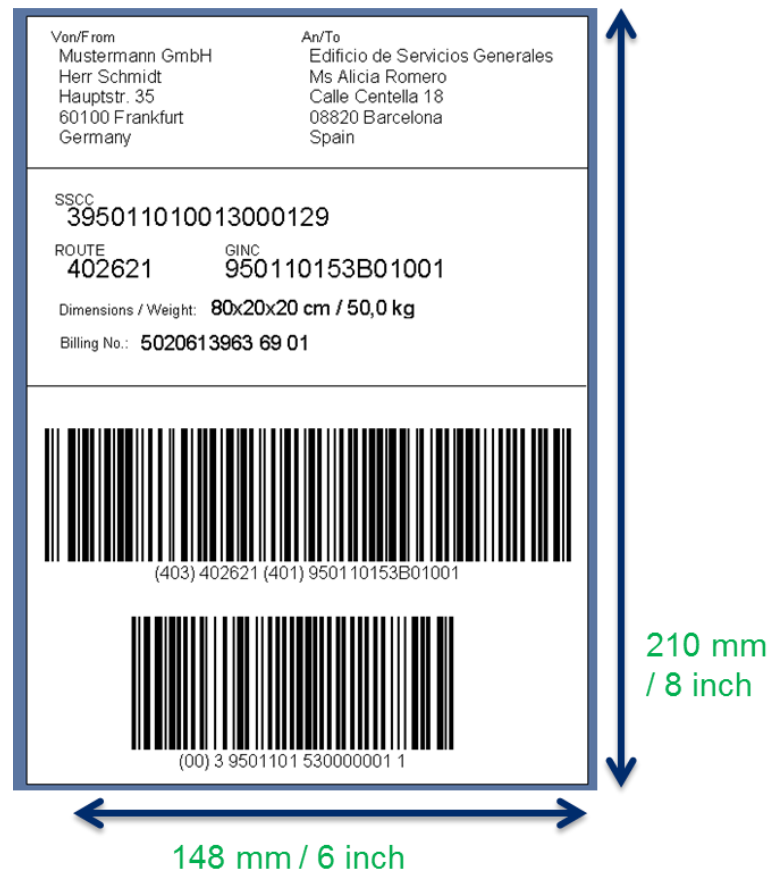 Von/From
Mustermann GmbH
Herr Schmidt
Hauptstr. 35
60100 Frankfurt
Germany
An/To
Edificio de Servicios Generales
Ms Alicia Romero
Calle Centella 18
08820 Barcelona
Spain
SSCC
395011010013000129
ROUTE
402621
GINC
950110153B01001
Dimensions / Weight: 80x20x20 cm / 50,0 kg
Billing No.: 5020613963 69 01
(403) 402621 (401) 950110153B01001
(00) 3 9501101 530000001 1
210 mm
/ 8 inch
148 mm / 6 inch